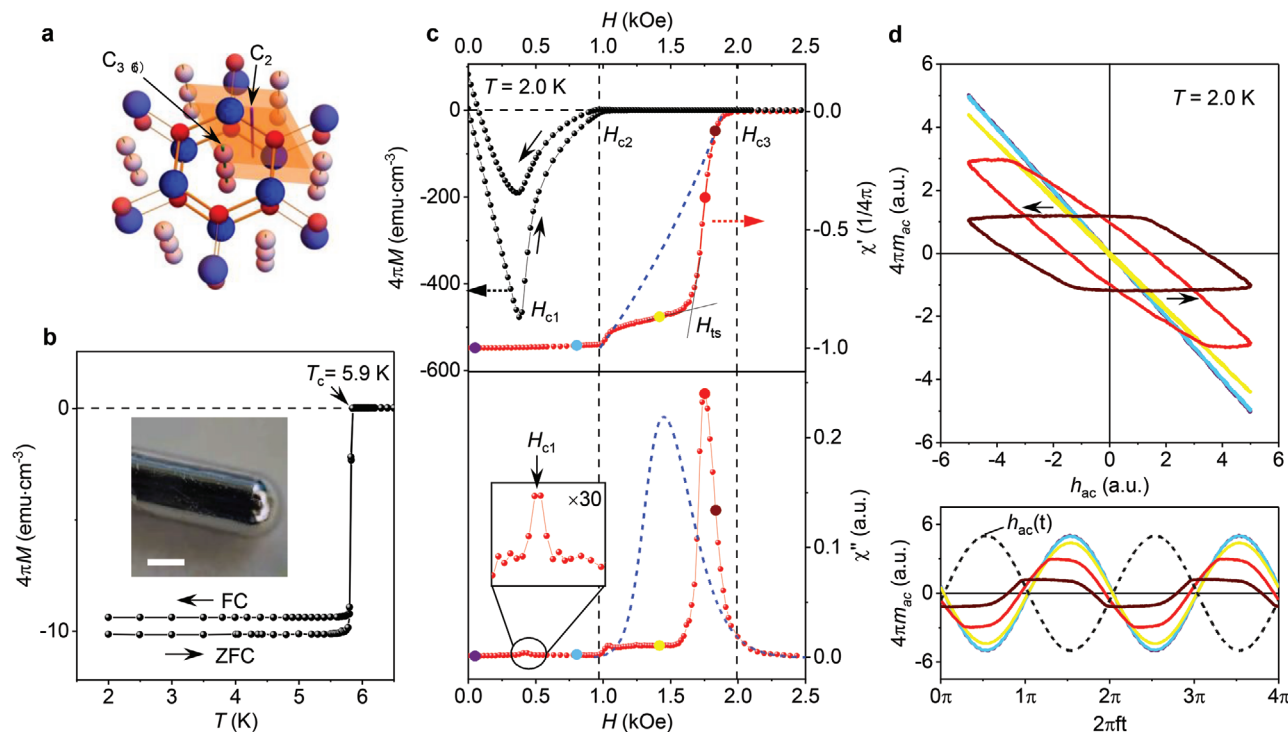 a
C3 (6)
C2
b
Tc = 5.9 K
0
-10
4πM (emu·cm-3)
FC
ZFC
2 3 4 5 6
T (K)
c
H (kOe)
0.0 0.5 1.0 1.5 2.0 2.5
T = 2.0 K
0
-200
-400
-600
4πM (emu·cm-3)
Hc1
Hc2
Hc3
Hts
0.0
-0.5
-1.0
χ' (1/4π)
Hc1
×30
0.2
0.1
0.0
χ'' (a.u.)
0.0 0.5 1.0 1.5 2.0 2.5
H (kOe)
d
T = 2.0 K
6
4
2
0
-2
-4
-6
4πmac (a.u.)
-6 -4 -2 0 2 4 6
hac (a.u.)
hac(t)
6
0
-6
4πmac (a.u.)
0π 1π 2π 3π 4π
2πft